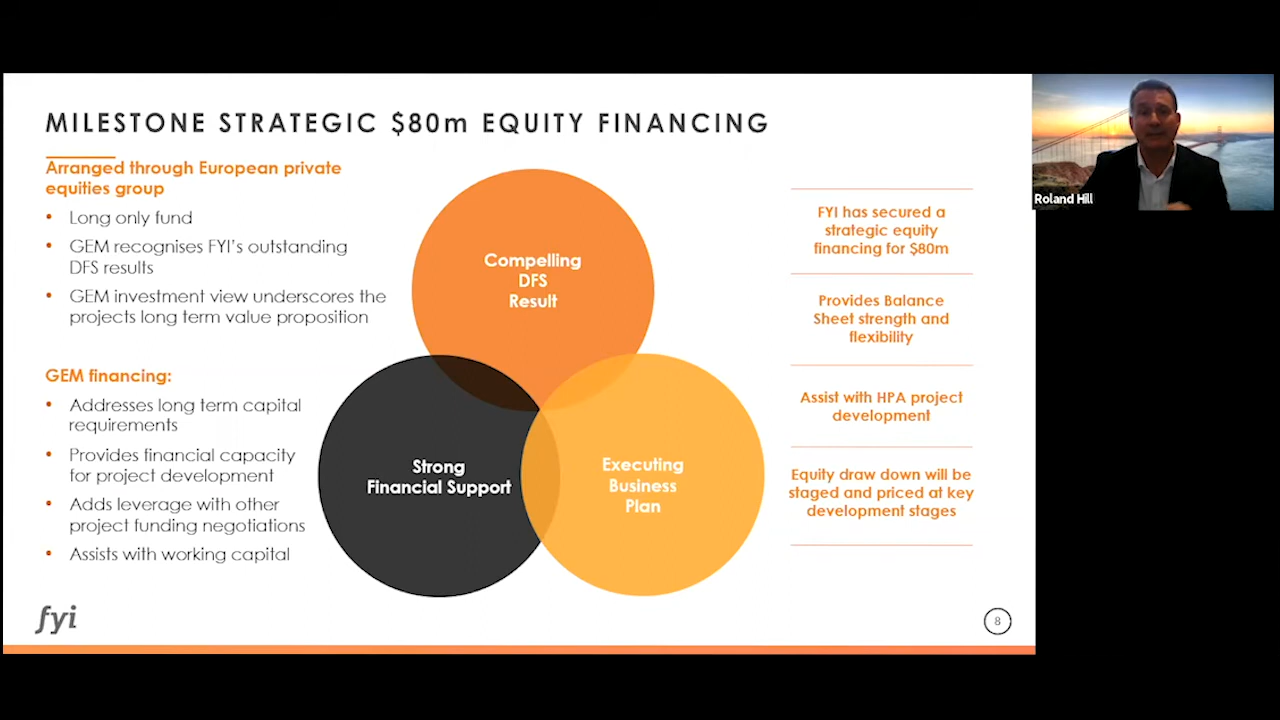 MILESTONE STRATEGIC $80m EQUITY FINANCING
Arranged through European private
equities group
• Long only fund
• GEM recognises FYI's outstanding
DFS results
• GEM investment view underscores the
projects long term value proposition
GEM financing:
• Addresses long term capital
requirements
• Provides financial capacity
for project development
• Adds leverage with other
project funding negotiations
• Assists with working capital
Compelling
DFS
Result
Strong
Financial Support
Executing
Business
Plan
FYI has secured a
strategic equity
financing for $80m
Provides Balance
Sheet strength and
flexibility
Assist with HPA project
development
Equity draw down will be
staged and priced at key
development stages
fyi
8
Roland Hill